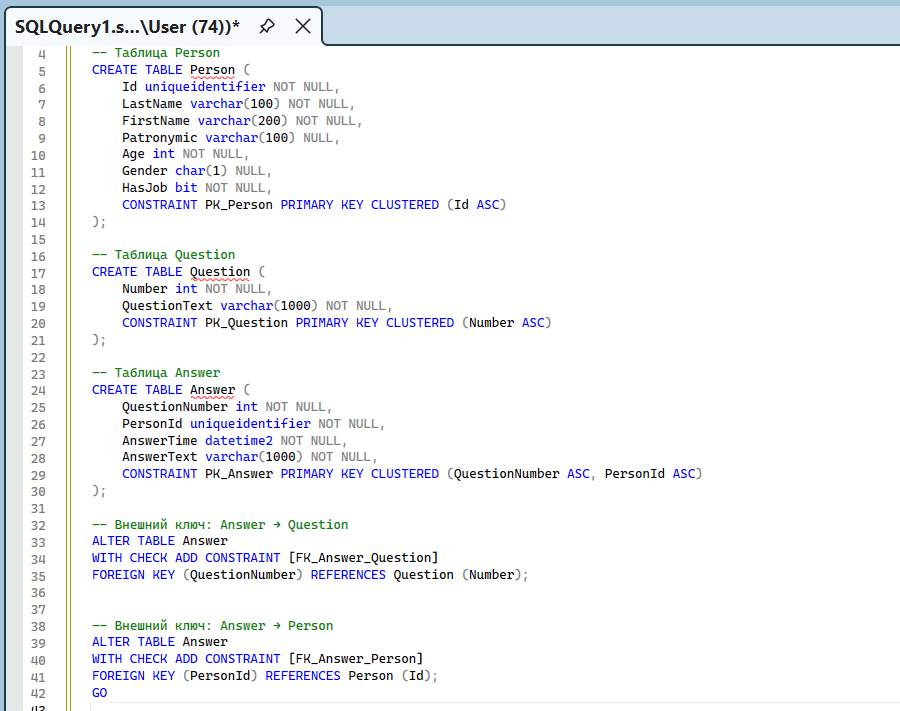 SQLQuery1.s...\User (74))*
4 -- Таблица Person
5 CREATE TABLE Person (
6 Id uniqueidentifier NOT NULL,
7 LastName varchar(100) NOT NULL,
8 FirstName varchar(200) NOT NULL,
9 Patronymic varchar(100) NULL,
10 Age int NOT NULL,
11 Gender char(1) NULL,
12 HasJob bit NOT NULL,
13 CONSTRAINT PK_Person PRIMARY KEY CLUSTERED (Id ASC)
14 );
15
16 -- Таблица Question
17 CREATE TABLE Question (
18 Number int NOT NULL,
19 QuestionText varchar(1000) NOT NULL,
20 CONSTRAINT PK_Question PRIMARY KEY CLUSTERED (Number ASC)
21 );
22
23 -- Таблица Answer
24 CREATE TABLE Answer (
25 QuestionNumber int NOT NULL,
26 PersonId uniqueidentifier NOT NULL,
27 AnswerTime datetime2 NOT NULL,
28 AnswerText varchar(1000) NOT NULL,
29 CONSTRAINT PK_Answer PRIMARY KEY CLUSTERED (QuestionNumber ASC, PersonId ASC)
30 );
31
32 -- Внешний ключ: Answer → Question
33 ALTER TABLE Answer
34 WITH CHECK ADD CONSTRAINT [FK_Answer_Question]
35 FOREIGN KEY (QuestionNumber) REFERENCES Question (Number);
36
37
38 -- Внешний ключ: Answer → Person
39 ALTER TABLE Answer
40 WITH CHECK ADD CONSTRAINT [FK_Answer_Person]
41 FOREIGN KEY (PersonId) REFERENCES Person (Id);
42 GO
43